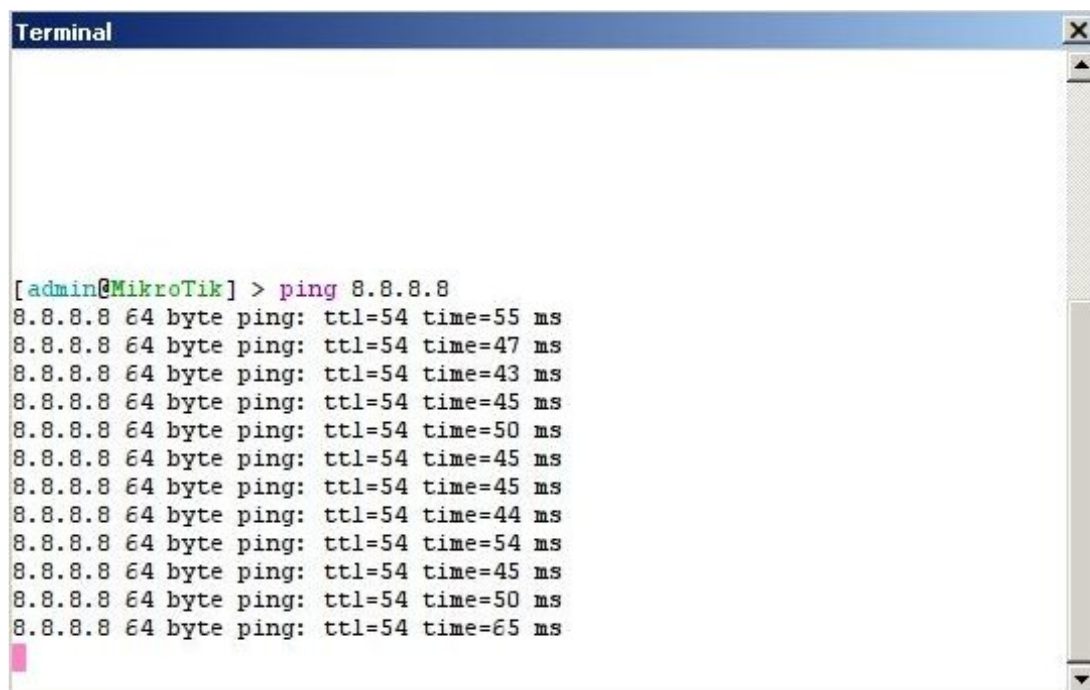 Terminal
[admin@MikroTik] > ping 8.8.8.8
8.8.8.8 64 byte ping: ttl=54 time=55 ms
8.8.8.8 64 byte ping: ttl=54 time=47 ms
8.8.8.8 64 byte ping: ttl=54 time=43 ms
8.8.8.8 64 byte ping: ttl=54 time=45 ms
8.8.8.8 64 byte ping: ttl=54 time=50 ms
8.8.8.8 64 byte ping: ttl=54 time=45 ms
8.8.8.8 64 byte ping: ttl=54 time=45 ms
8.8.8.8 64 byte ping: ttl=54 time=44 ms
8.8.8.8 64 byte ping: ttl=54 time=54 ms
8.8.8.8 64 byte ping: ttl=54 time=45 ms
8.8.8.8 64 byte ping: ttl=54 time=50 ms
8.8.8.8 64 byte ping: ttl=54 time=65 ms